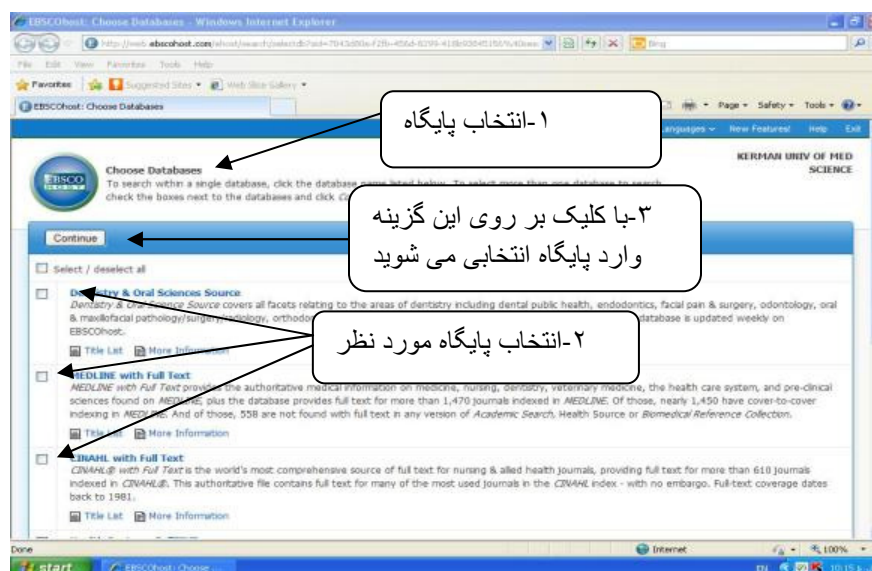 EBSCOhost: Choose Databases - Windows Internet Explorer
File Edit View Favorites Tools Help
Favorites Suggested Sites Web Slice Gallery
EBSCOhost: Choose Databases
Page Safety Tools
Languages New Features! Help Exit
۱-انتخاب پایگاه
KERMAN UNIV OF MED
SCIENCE
EBSCO
HOST
Choose Databases
To search within a single database, click the database name listed below. To select more than one database to search,
check the boxes next to the databases and click
۳-با کلیک بر روی این گزینه
وارد پایگاه انتخابی می شوید
Continue
Select / deselect all
Dentistry & Oral Sciences Source
Dentistry & Oral Science Source covers all facets relating to the areas of dentistry including dental public health, endodontics, facial pain & surgery, odontology, oral
& maxillofacial pathology/surgery/radiology, database is updated weekly on
EBSCOhost.
۲-انتخاب پایگاه مورد نظر
Title List More Information
MEDLINE with Full Text
MEDLINE with Full Text provides the authoritative medical information on medicine, nursing, dentistry, veterinary medicine, the health care system, and pre-clinical
sciences found on MEDLINE, plus the database provides full text for more than 1,470 journals indexed in MEDLINE. Of those, nearly 1,450 have cover-to-cover
indexing in MEDLINE. And of those, 558 are not found with full text in any version of Academic Search, Health Source or Biomedical Reference Collection.
Title List More Information
CINAHL with Full Text
CINAHL® with Full Text is the world's most comprehensive source of full text for nursing & allied health journals, providing full text for more than 610 journals
indexed in CINAHL®. This authoritative file contains full text for many of the most used journals in the CINAHL index - with no embargo. Full-text coverage dates
back to 1981.
Title List More Information
Done Internet 100%
start EBSCOhost: Choose ... EN 10:15